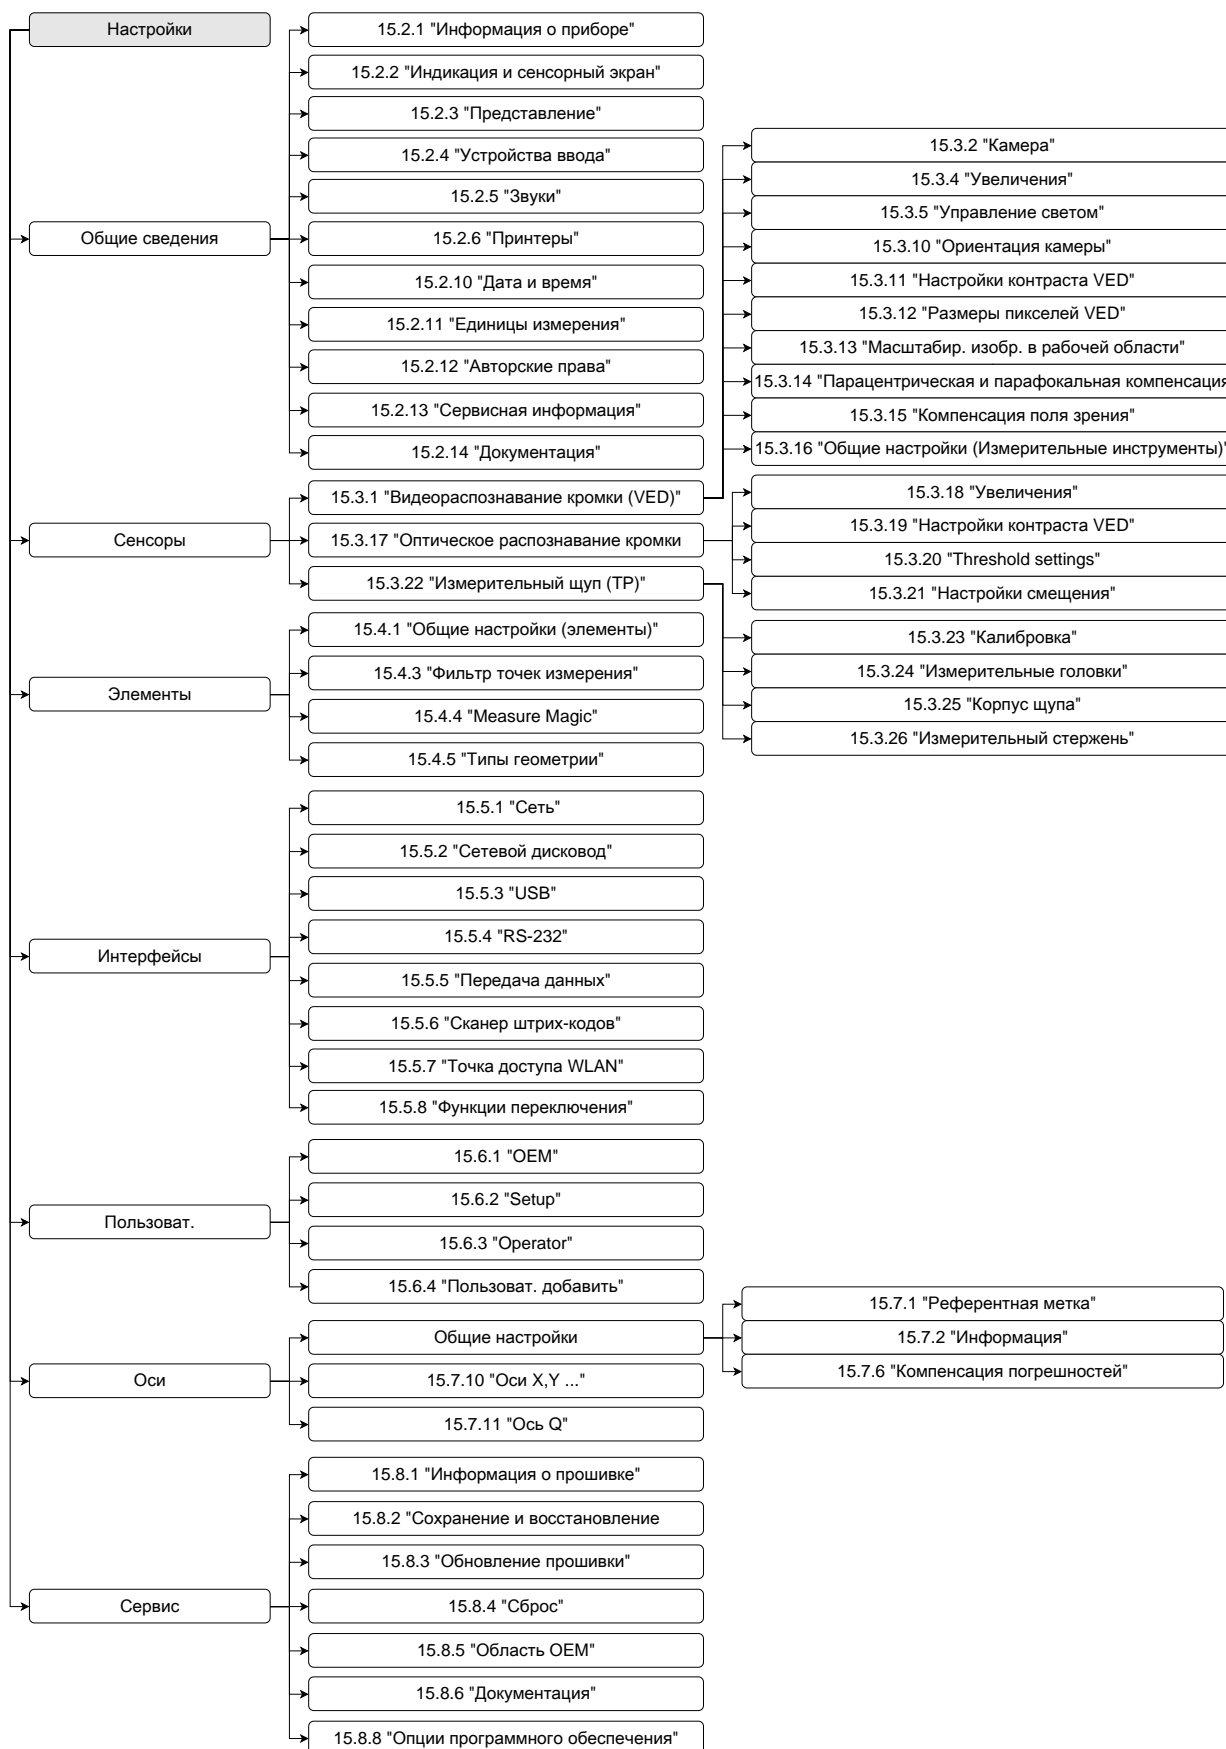 Настройки
Общие сведения
15.2.1 "Информация о приборе"
15.2.2 "Индикация и сенсорный экран"
15.2.3 "Представление"
15.2.4 "Устройства ввода"
15.2.5 "Звуки"
15.2.6 "Принтеры"
15.2.10 "Дата и время"
15.2.11 "Единицы измерения"
15.2.12 "Авторские права"
15.2.13 "Сервисная информация"
15.2.14 "Документация"
Сенсоры
15.3.1 "Видеораспознавание кромки (VED)"
15.3.2 "Камера"
15.3.4 "Увеличения"
15.3.5 "Управление светом"
15.3.10 "Ориентация камеры"
15.3.11 "Настройки контраста VED"
15.3.12 "Размеры пикселей VED"
15.3.13 "Масштабир. изобр. в рабочей области"
15.3.14 "Парацентрическая и парафокальная компенсация
15.3.15 "Компенсация поля зрения"
15.3.16 "Общие настройки (Измерительные инструменты)"
15.3.17 "Оптическое распознавание кромки
15.3.18 "Увеличения"
15.3.19 "Настройки контраста VED"
15.3.20 "Threshold settings"
15.3.21 "Настройки смещения"
15.3.22 "Измерительный щуп (TP)"
15.3.23 "Калибровка"
15.3.24 "Измерительные головки"
15.3.25 "Корпус щупа"
15.3.26 "Измерительный стержень"
Элементы
15.4.1 "Общие настройки (элементы)"
15.4.3 "Фильтр точек измерения"
15.4.4 "Measure Magic"
15.4.5 "Типы геометрии"
Интерфейсы
15.5.1 "Сеть"
15.5.2 "Сетевой дисковод"
15.5.3 "USB"
15.5.4 "RS-232"
15.5.5 "Передача данных"
15.5.6 "Сканер штрих-кодов"
15.5.7 "Точка доступа WLAN"
15.5.8 "Функции переключения"
Пользоват.
15.6.1 "OEM"
15.6.2 "Setup"
15.6.3 "Operator"
15.6.4 "Пользоват. добавить"
Оси
Общие настройки
15.7.1 "Референтная метка"
15.7.2 "Информация"
15.7.6 "Компенсация погрешностей"
15.7.10 "Оси X,Y ..."
15.7.11 "Ось Q"
Сервис
15.8.1 "Информация о прошивке"
15.8.2 "Сохранение и восстановление
15.8.3 "Обновление прошивки"
15.8.4 "Сброс"
15.8.5 "Область OEM"
15.8.6 "Документация"
15.8.8 "Опции программного обеспечения"